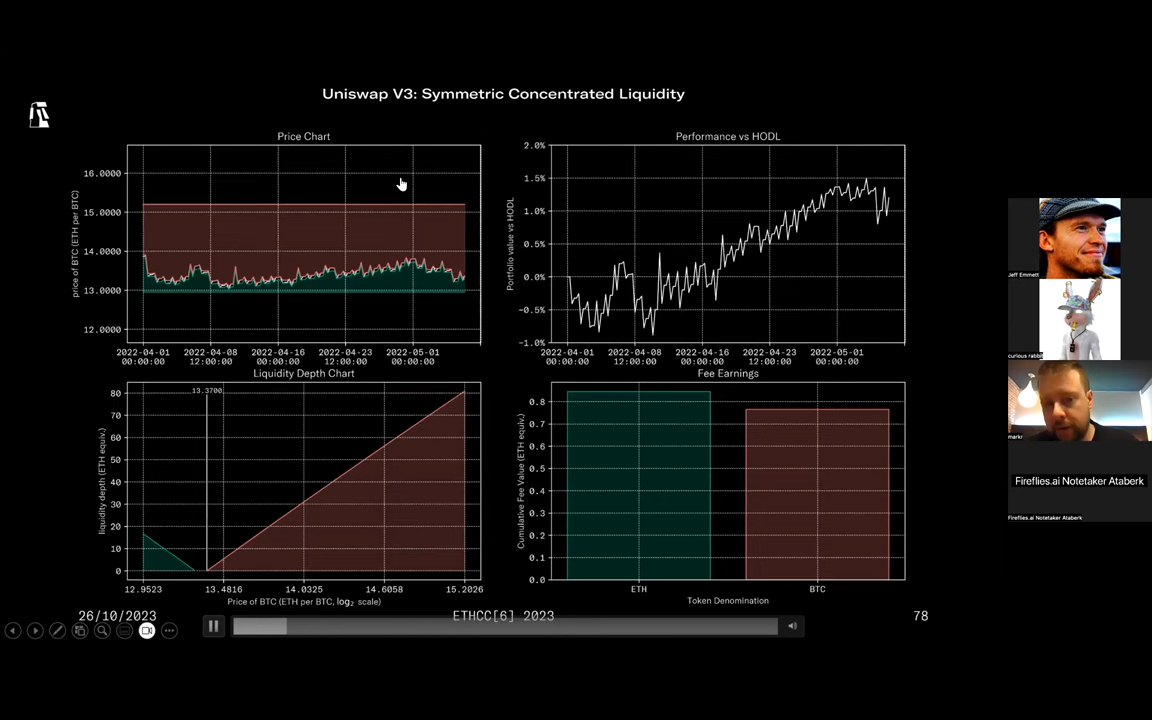 Uniswap V3: Symmetric Concentrated Liquidity
Price Chart
price of BTC (ETH per BTC)
16.0000
15.0000
14.0000
13.0000
12.0000
2022-04-01 00:00:00
2022-04-08 12:00:00
2022-04-16 00:00:00
2022-04-23 12:00:00
2022-05-01 00:00:00
Performance vs HODL
Portfolio value vs HODL
2.0%
1.5%
1.0%
0.5%
0.0%
-0.5%
-1.0%
2022-04-01 00:00:00
2022-04-08 12:00:00
2022-04-16 00:00:00
2022-04-23 12:00:00
2022-05-01 00:00:00
Liquidity Depth Chart
liquidity depth (ETH equiv.)
80
70
60
50
40
30
20
10
0
13.3700
12.9523
13.4816
14.0325
14.6058
15.2026
Price of BTC (ETH per BTC, log₂ scale)
Fee Earnings
Cumulative Fee Value (ETH equiv.)
0.8
0.7
0.6
0.5
0.4
0.3
0.2
0.1
0.0
ETH
BTC
Token Denomination
26/10/2023
ETHCC[6] 2023
78
Jeff Emmett
curious rabbit
markr
Fireflies.ai Notetaker Ataberk
Fireflies.ai Notetaker Ataberk